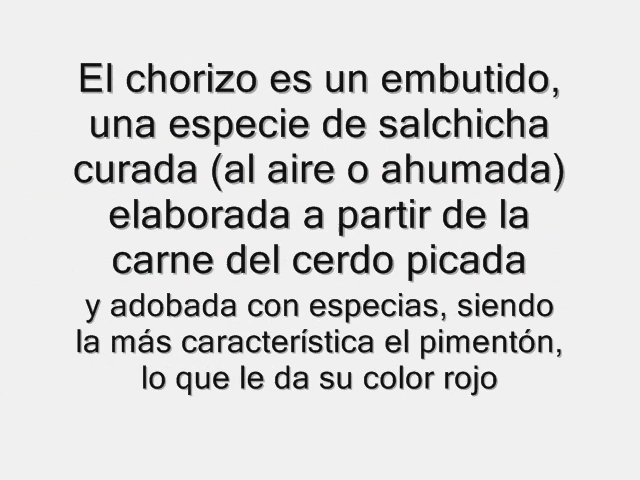 El chorizo es un embutido,
una especie de salchicha
curada (al aire o ahumada)
elaborada a partir de la
carne del cerdo picada
y adobada con especias, siendo
la más característica el pimentón,
lo que le da su color rojo